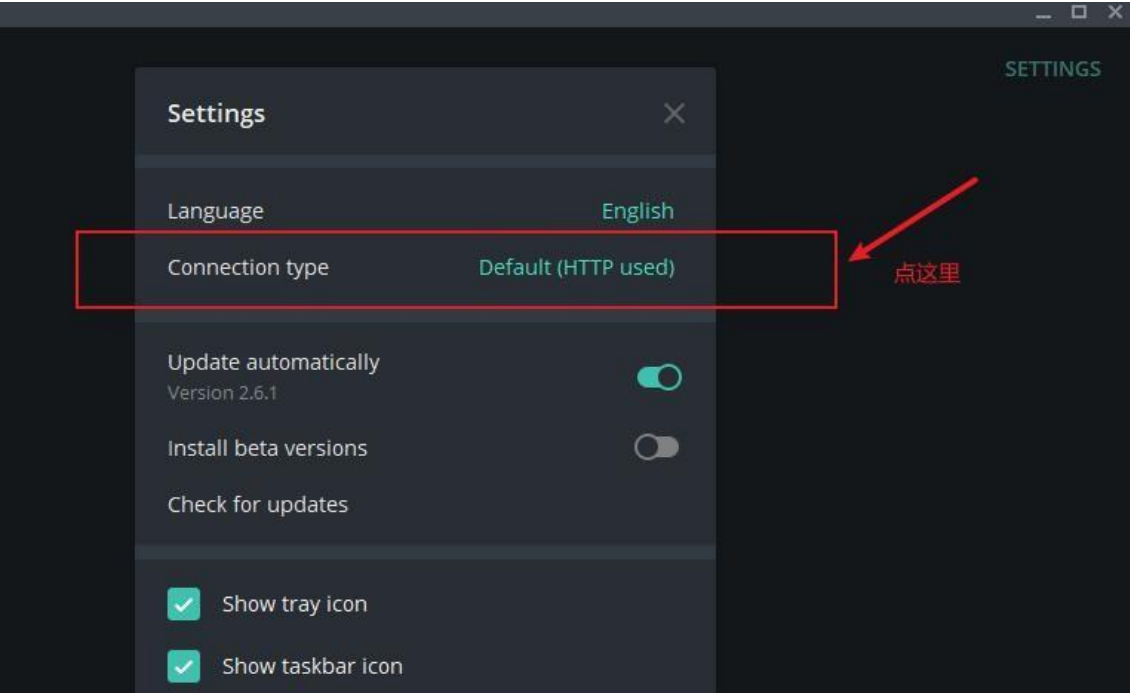 SETTINGS
Settings
Language English
Connection type Default (HTTP used)
点这里
Update automatically
Version 2.6.1
Install beta versions
Check for updates
Show tray icon
Show taskbar icon